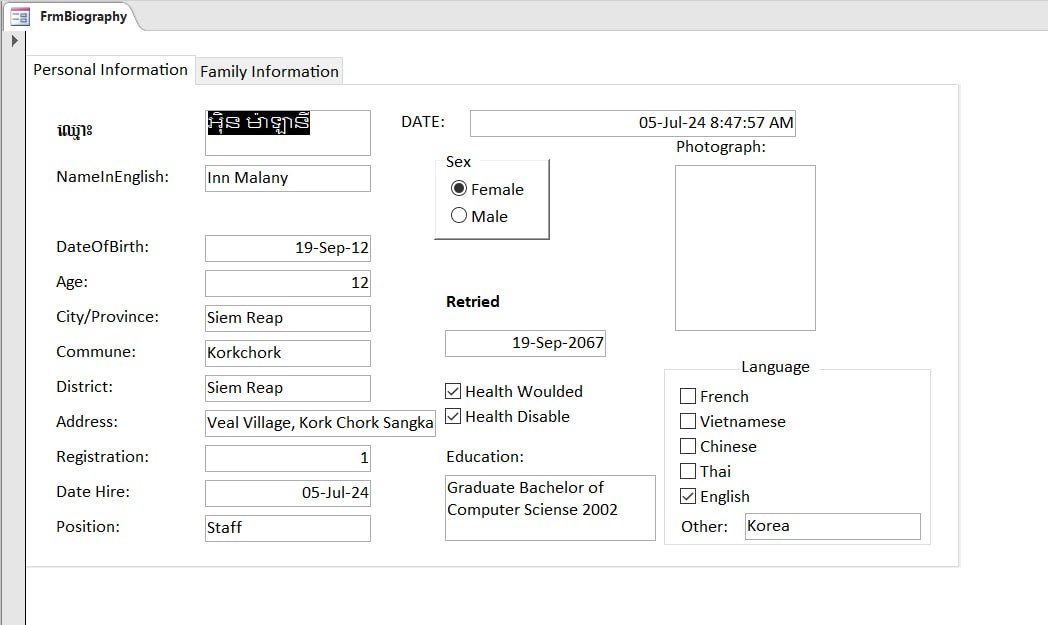 FrmBiography
Personal Information
Family Information
ឈ្មោះ
អ៊ិន ម៉ាឡានី
DATE:
05-Jul-24 8:47:57 AM
NameInEnglish:
Inn Malany
Sex
Female
Male
Photograph:
DateOfBirth:
19-Sep-12
Age:
12
City/Province:
Siem Reap
Commune:
Korkchork
District:
Siem Reap
Address:
Veal Village, Kork Chork Sangka
Registration:
1
Date Hire:
05-Jul-24
Position:
Staff
Retried
19-Sep-2067
Health Woulded
Health Disable
Education:
Graduate Bachelor of
Computer Sciense 2002
Language
French
Vietnamese
Chinese
Thai
English
Other:
Korea